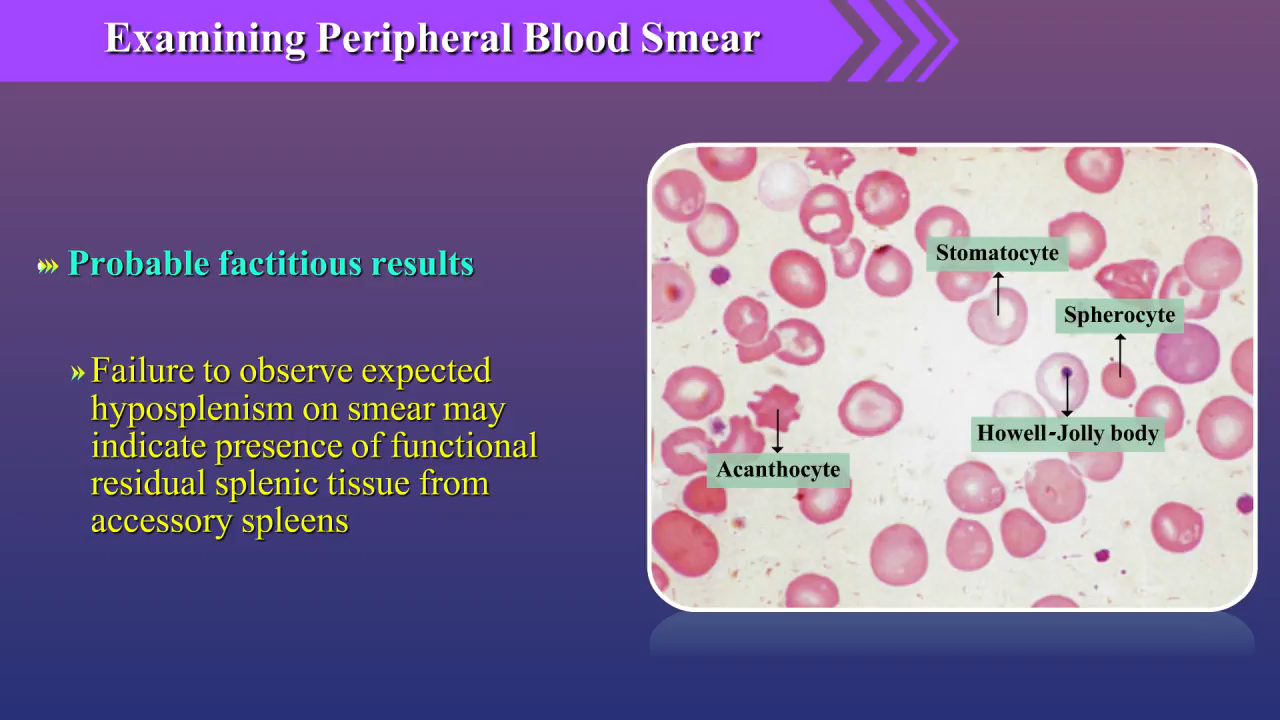 Examining Peripheral Blood Smear
Probable factitious results
Failure to observe expected
hyposplenism on smear may
indicate presence of functional
residual splenic tissue from
accessory spleens
Stomatocyte
Spherocyte
Howell-Jolly body
Acanthocyte